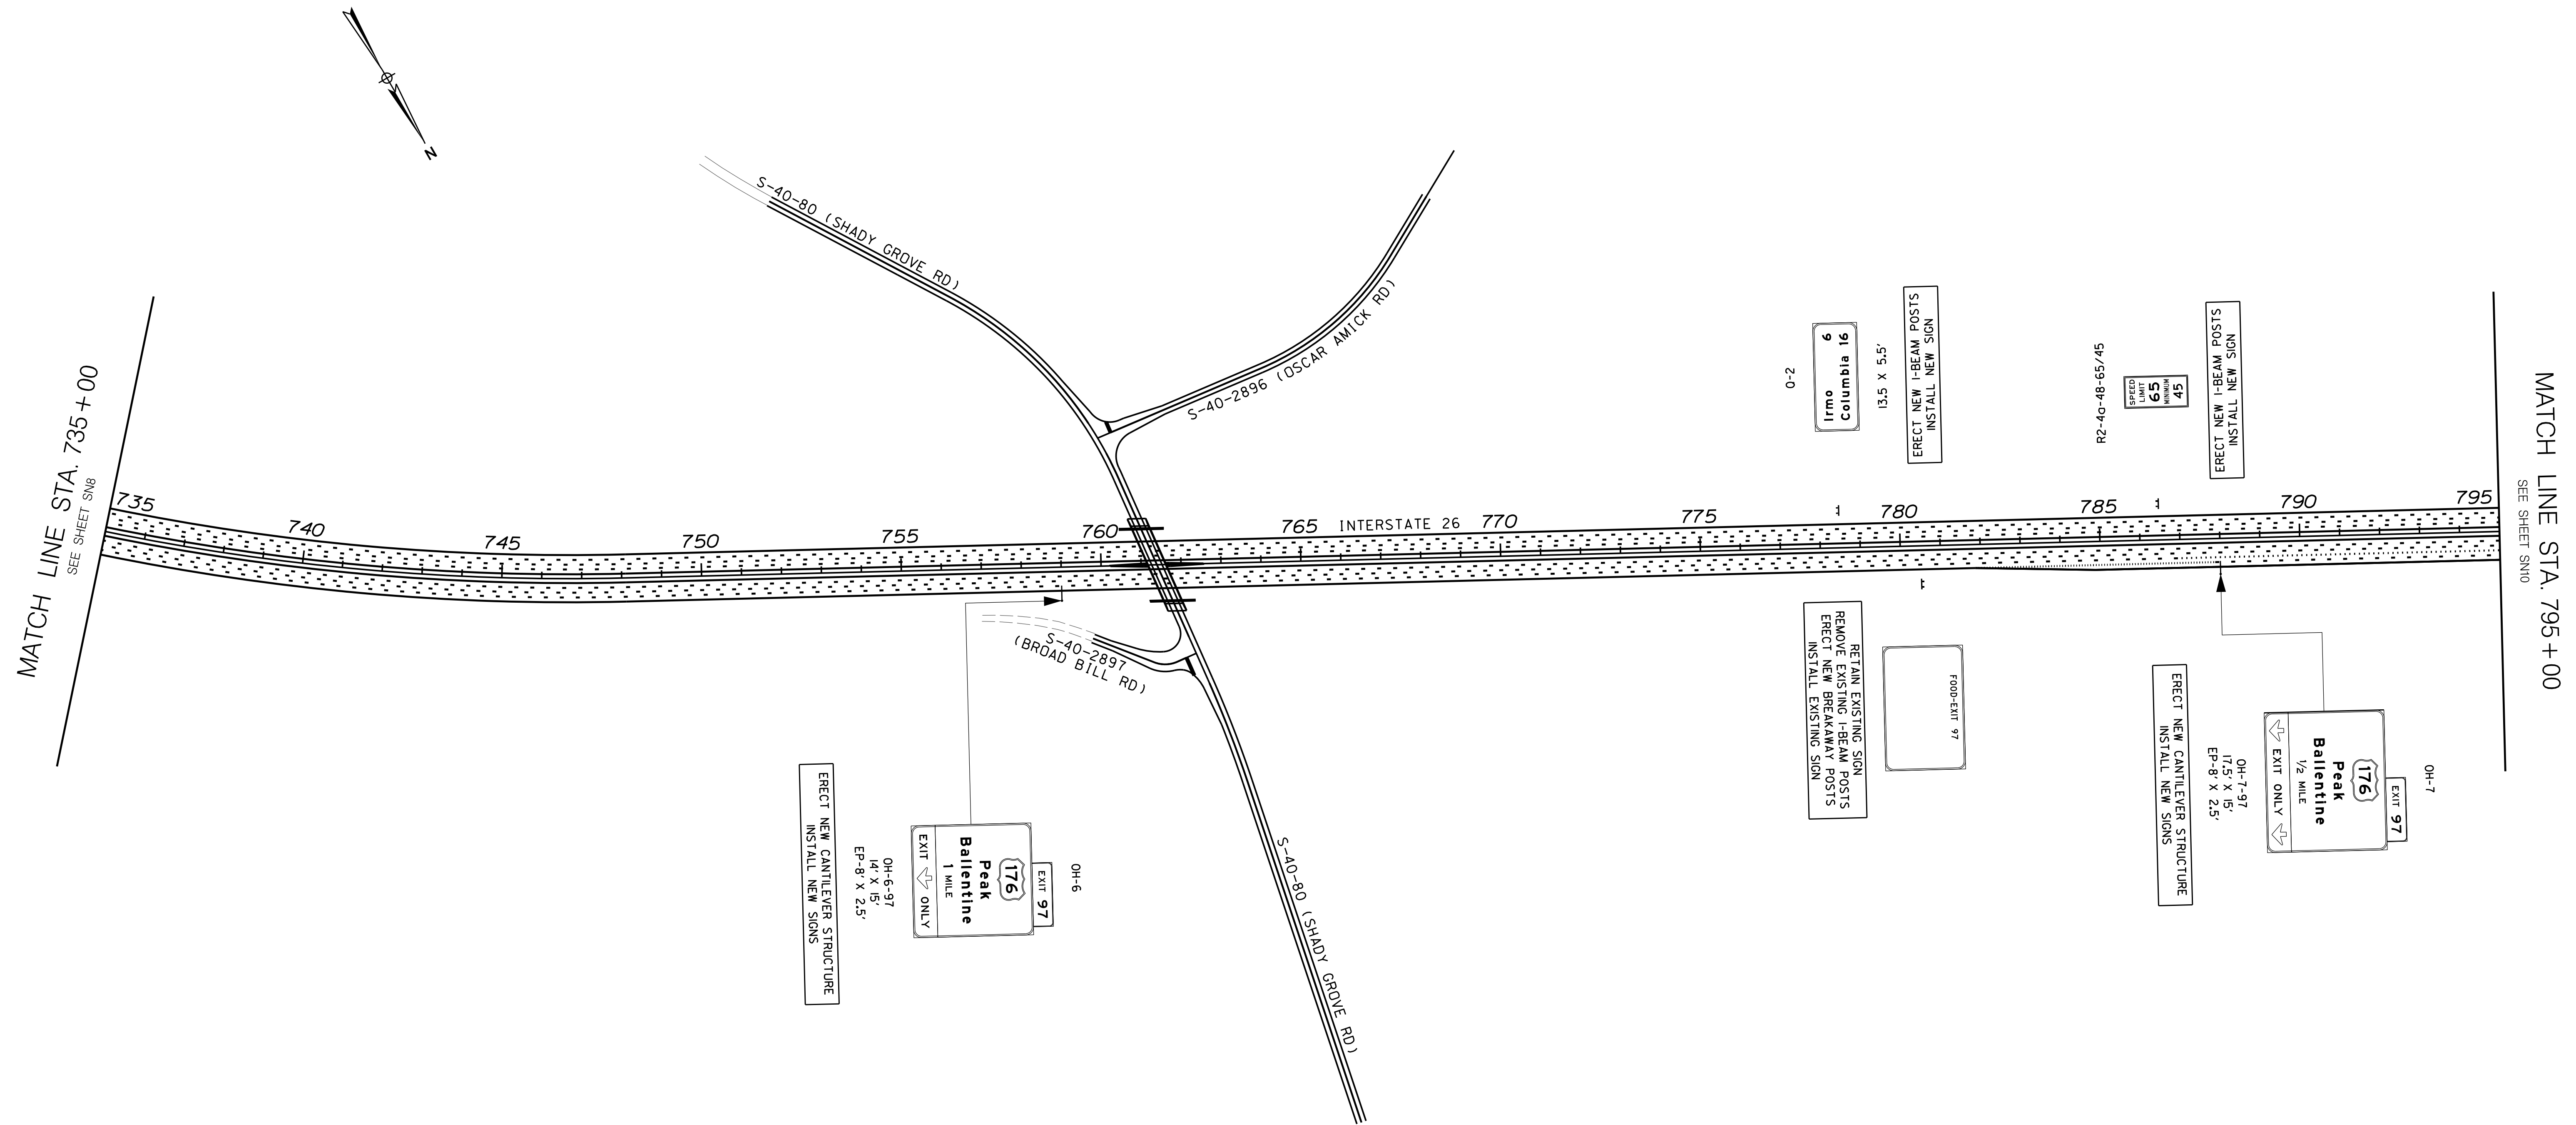 N
MATCH LINE STA. 735+00
SEE SHEET SN8
S-40-80 (SHADY GROVE RD)
S-40-2896 (OSCAR AMICK RD)
735
740
745
750
755
760
765
INTERSTATE 26
770
775
780
785
790
795
O-2
Irmo 6
Columbia 16
13.5 X 5.5'
ERECT NEW I-BEAM POSTS
INSTALL NEW SIGN
R2-4a-48-65/45
SPEED
LIMIT
65
MINIMUM
45
ERECT NEW I-BEAM POSTS
INSTALL NEW SIGN
MATCH LINE STA. 795+00
SEE SHEET SN10
S-40-2897
(BROAD BILL RD)
S-40-80 (SHADY GROVE RD)
OH-6
EXIT 97
176
Peak
Ballentine
1 MILE
EXIT ONLY
OH-6-97
14' X 15'
EP-8' X 2.5'
ERECT NEW CANTILEVER STRUCTURE
INSTALL NEW SIGNS
FOOD-EXIT 97
RETAIN EXISTING SIGN
REMOVE EXISTING I-BEAM POSTS
ERECT NEW BREAKAWAY POSTS
INSTALL EXISTING SIGN
OH-7
EXIT 97
176
Peak
Ballentine
1/2 MILE
EXIT ONLY
OH-7-97
17.5' X 15'
EP-8' X 2.5'
ERECT NEW CANTILEVER STRUCTURE
INSTALL NEW SIGNS